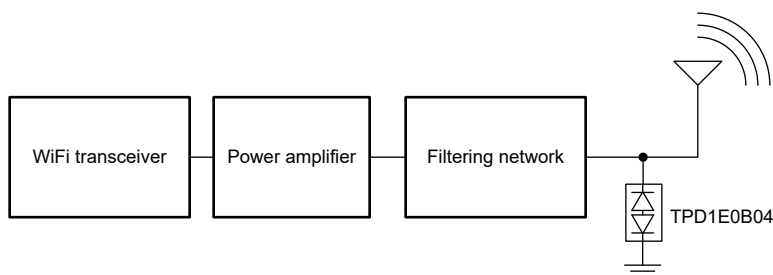 WiFi transceiver
Power amplifier
Filtering network
TPD1E0B04